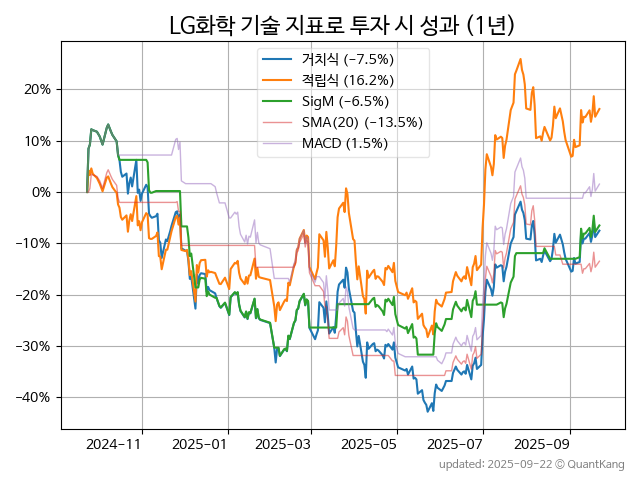 LG화학 기술 지표로 투자 시 성과 (1년)
거치식 (−7.5%)
적립식 (16.2%)
SigM (−6.5%)
SMA(20) (−13.5%)
MACD (1.5%)
20%
10%
0%
−10%
−20%
−30%
−40%
2024-11 2025-01 2025-03 2025-05 2025-07 2025-09
updated: 2025-09-22 © QuantKang